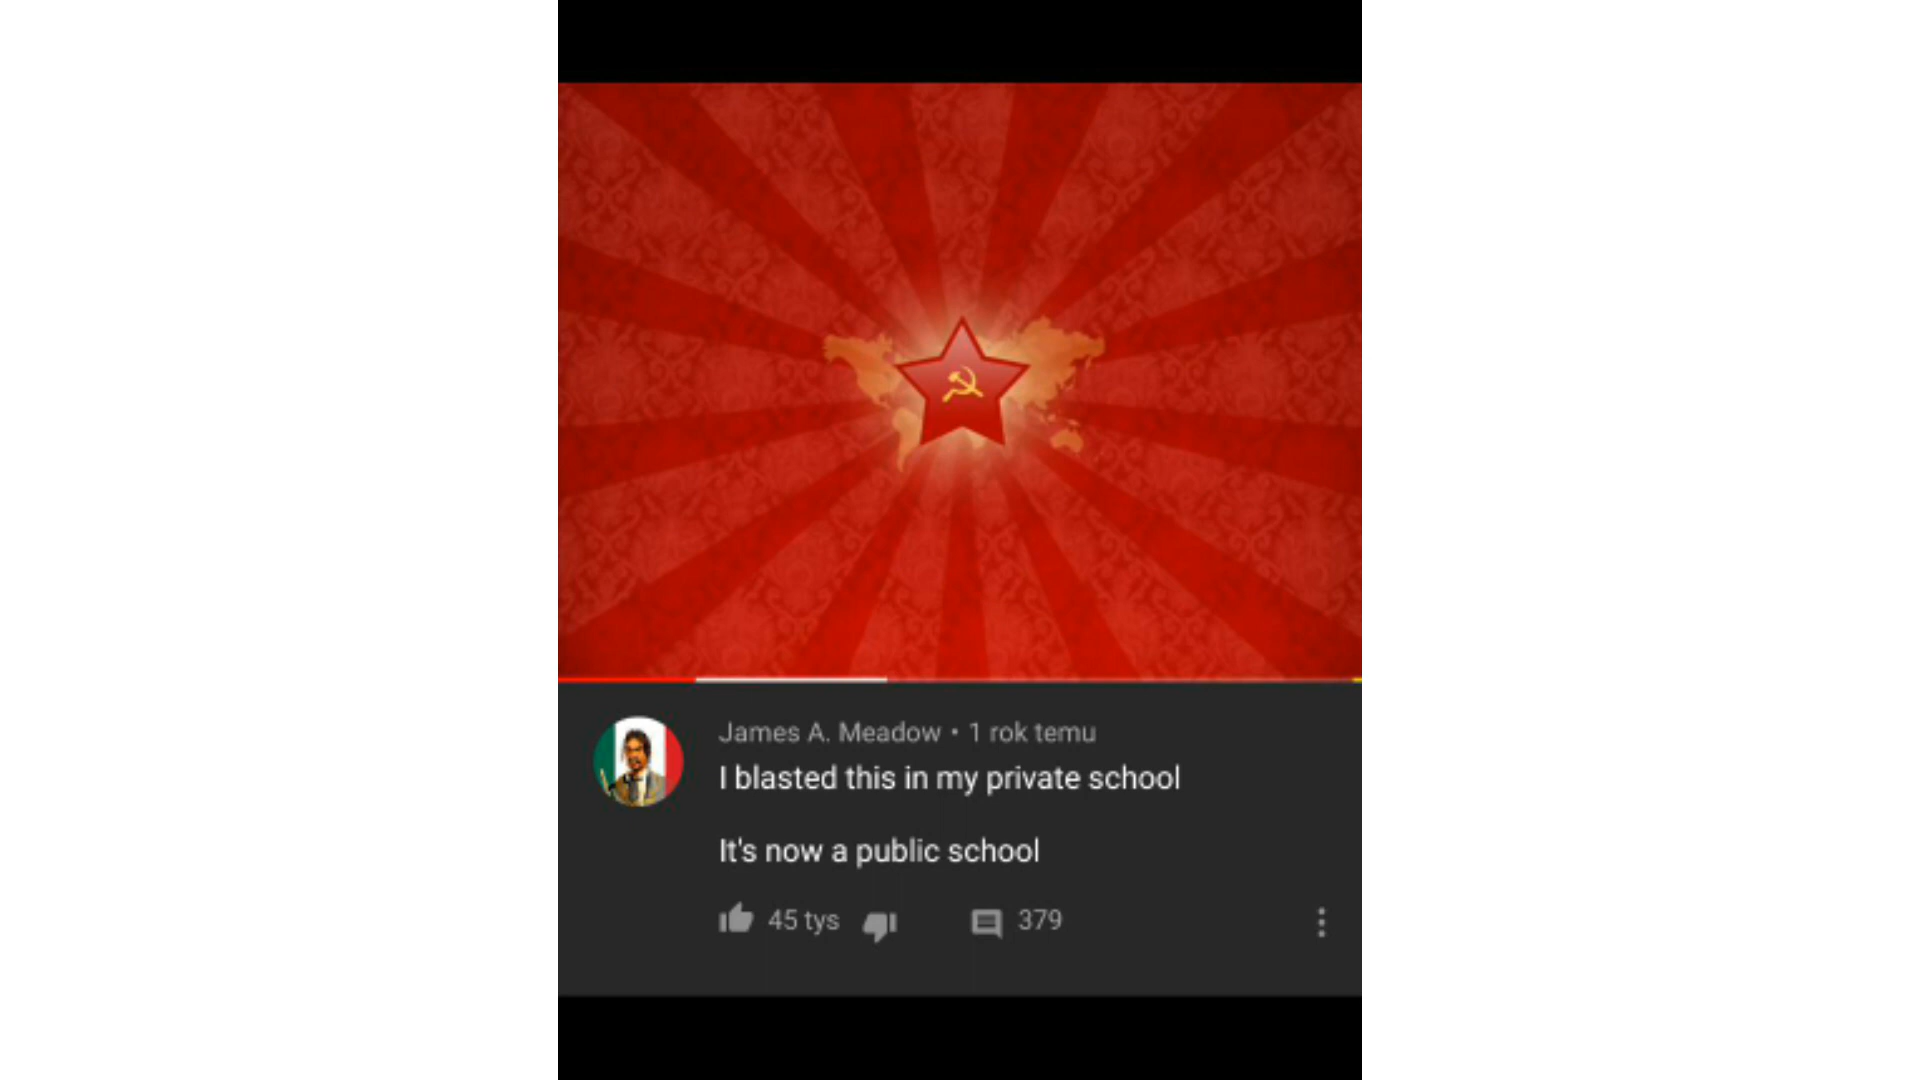 James A. Meadow • 1 rok temu
I blasted this in my private school
It's now a public school
45 tys 379